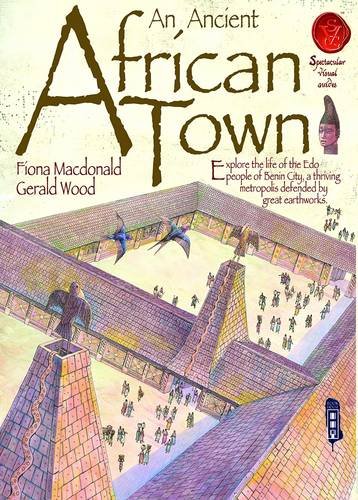 An Ancient
African
Town
Spectacular
visual
guides
Fiona Macdonald
Gerald Wood
Explore the life of the Edo
people of Benin City, a thriving
metropolis defended by
great earthworks.